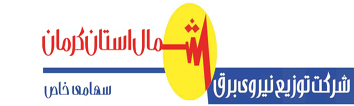 شرکت توزیع نیروی برق
شمال استان کرمان
سهامی خاص